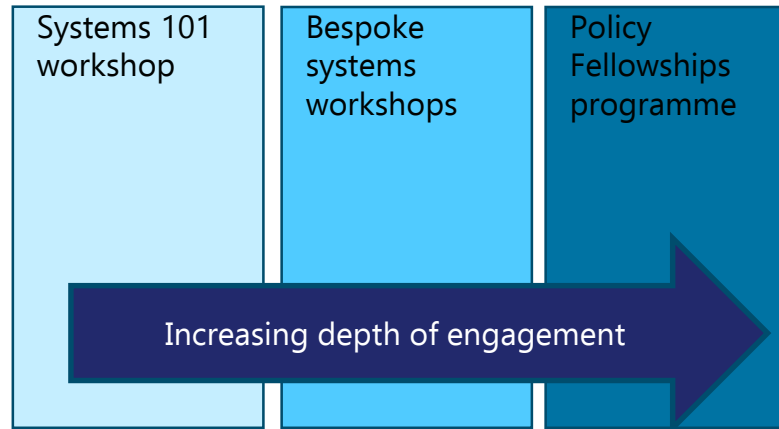 Systems 101
workshop
Bespoke
systems
workshops
Policy
Fellowships
programme
Increasing depth of engagement